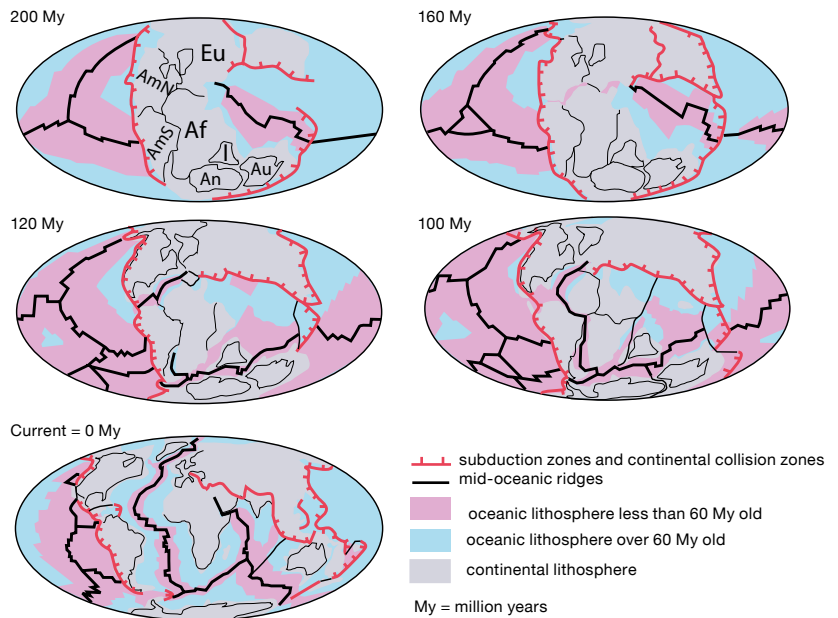 200 My
160 My
Eu
AmN
AmS
Af
I
An
Au
120 My
100 My
Current = 0 My
subduction zones and continental collision zones
mid-oceanic ridges
oceanic lithosphere less than 60 My old
oceanic lithosphere over 60 My old
continental lithosphere
My = million years